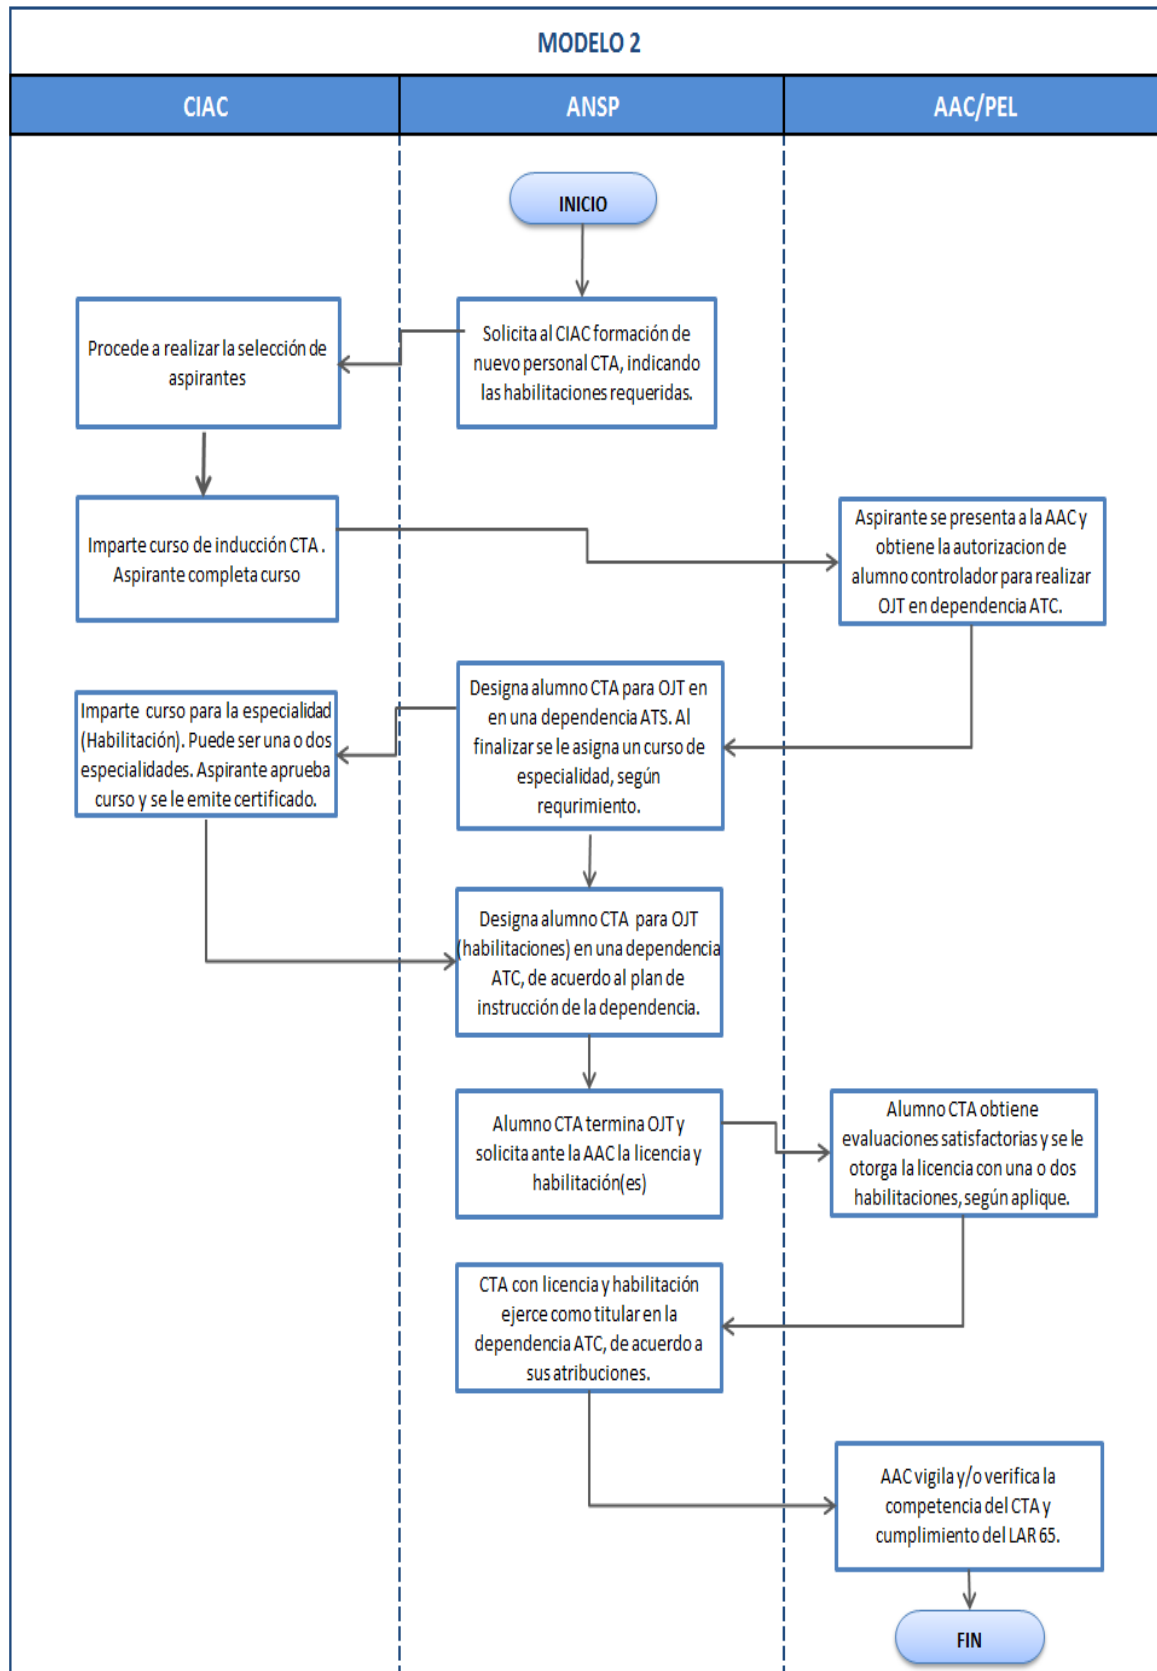 MODELO 2
CIAC
ANSP
AAC/PEL
INICIO
Solicita al CIAC formación de
nuevo personal CTA, indicando
las habilitaciones requeridas.
Procede a realizar la selección de
aspirantes
Imparte curso de inducción CTA .
Aspirante completa curso
Aspirante se presenta a la AAC y
obtiene la autorizacion de
alumno controlador para realizar
OJT en dependencia ATC.
Designa alumno CTA para OJT en
en una dependencia ATS. Al
finalizar se le asigna un curso de
especialidad, según
requrimiento.
Imparte curso para la especialidad
(Habilitación). Puede ser una o dos
especialidades. Aspirante aprueba
curso y se le emite certificado.
Designa alumno CTA para OJT
(habilitaciones) en una dependencia
ATC, de acuerdo al plan de
instrucción de la dependencia.
Alumno CTA termina OJT y
solicita ante la AAC la licencia y
habilitación(es)
Alumno CTA obtiene
evaluaciones satisfactorias y se le
otorga la licencia con una o dos
habilitaciones, según aplique.
CTA con licencia y habilitación
ejerce como titular en la
dependencia ATC, de acuerdo a
sus atribuciones.
AAC vigila y/o verifica la
competencia del CTA y
cumplimiento del LAR 65.
FIN